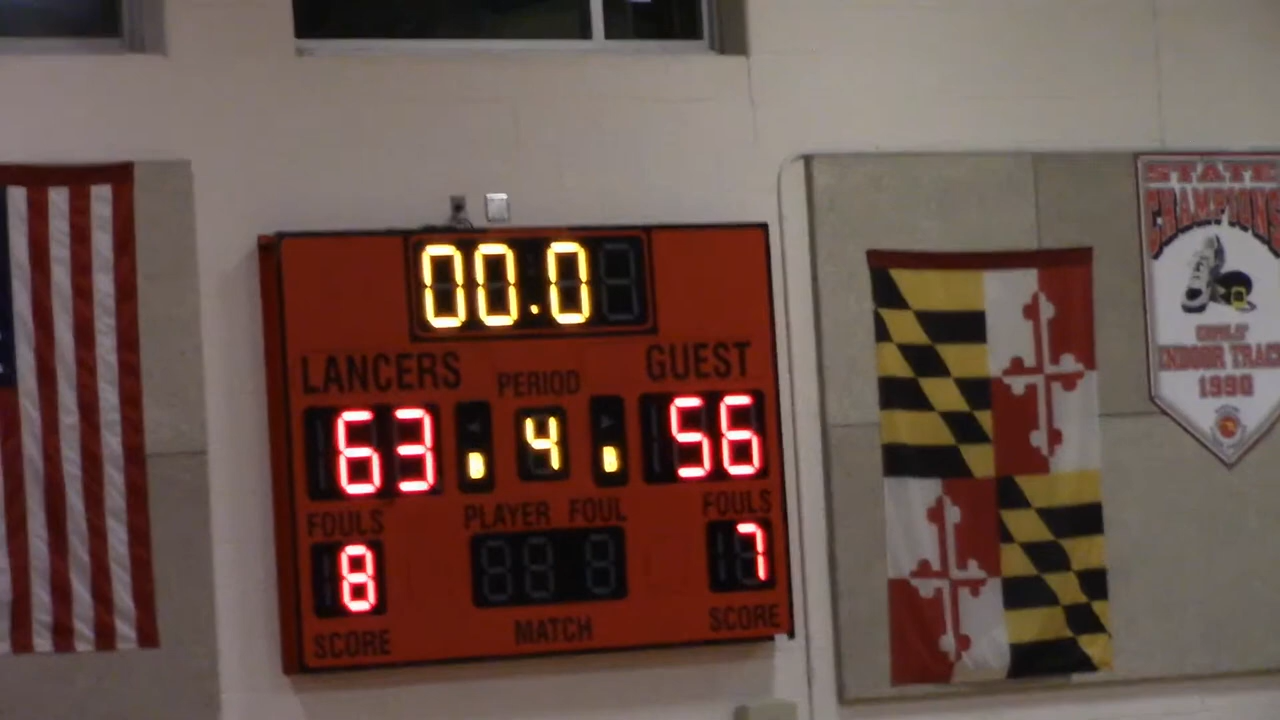 00.0
LANCERS PERIOD GUEST
63 4 56
FOULS PLAYER FOUL FOULS
8 7
SCORE MATCH SCORE
STATE
CHAMPIONS
INDOOR TRACK
1990